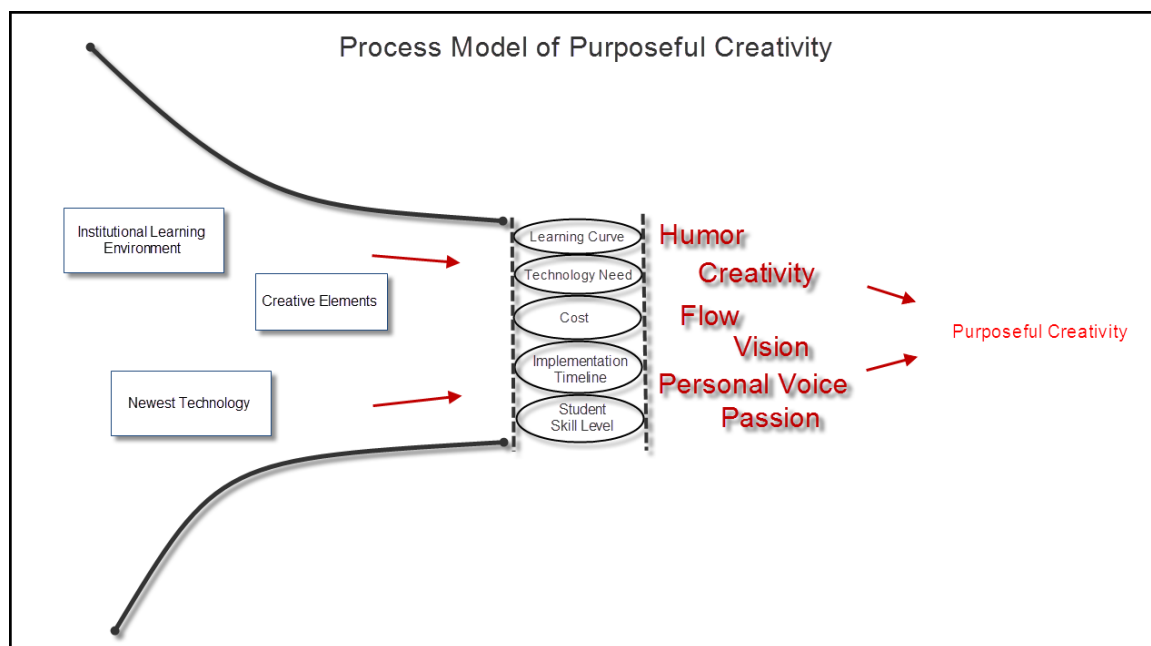 Process Model of Purposeful Creativity
Institutional Learning
Environment
Creative Elements
Newest Technology
Learning Curve
Technology Need
Cost
Implementation
Timeline
Student
Skill Level
Humor
Creativity
Flow
Vision
Personal Voice
Passion
Purposeful Creativity